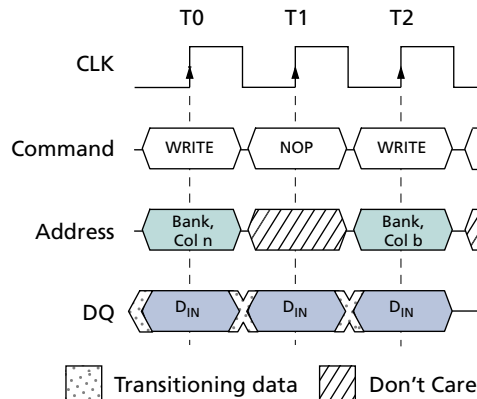 T0 T1 T2
CLK
Command WRITE NOP WRITE
Address Bank, Col n Bank, Col b
DQ DIN DIN DIN
Transitioning data Don't Care